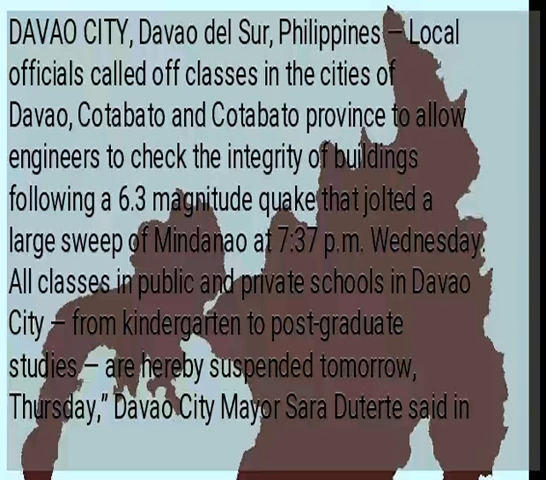 DAVAO CITY, Davao del Sur, Philippines — Local
officials called off classes in the cities of
Davao, Cotabato and Cotabato province to allow
engineers to check the integrity of buildings
following a 6.3 magnitude quake that jolted a
large sweep of Mindanao at 7:37 p.m. Wednesday.
All classes in public and private schools in Davao
City — from kindergarten to post-graduate
studies — are hereby suspended tomorrow,
Thursday,” Davao City Mayor Sara Duterte said in